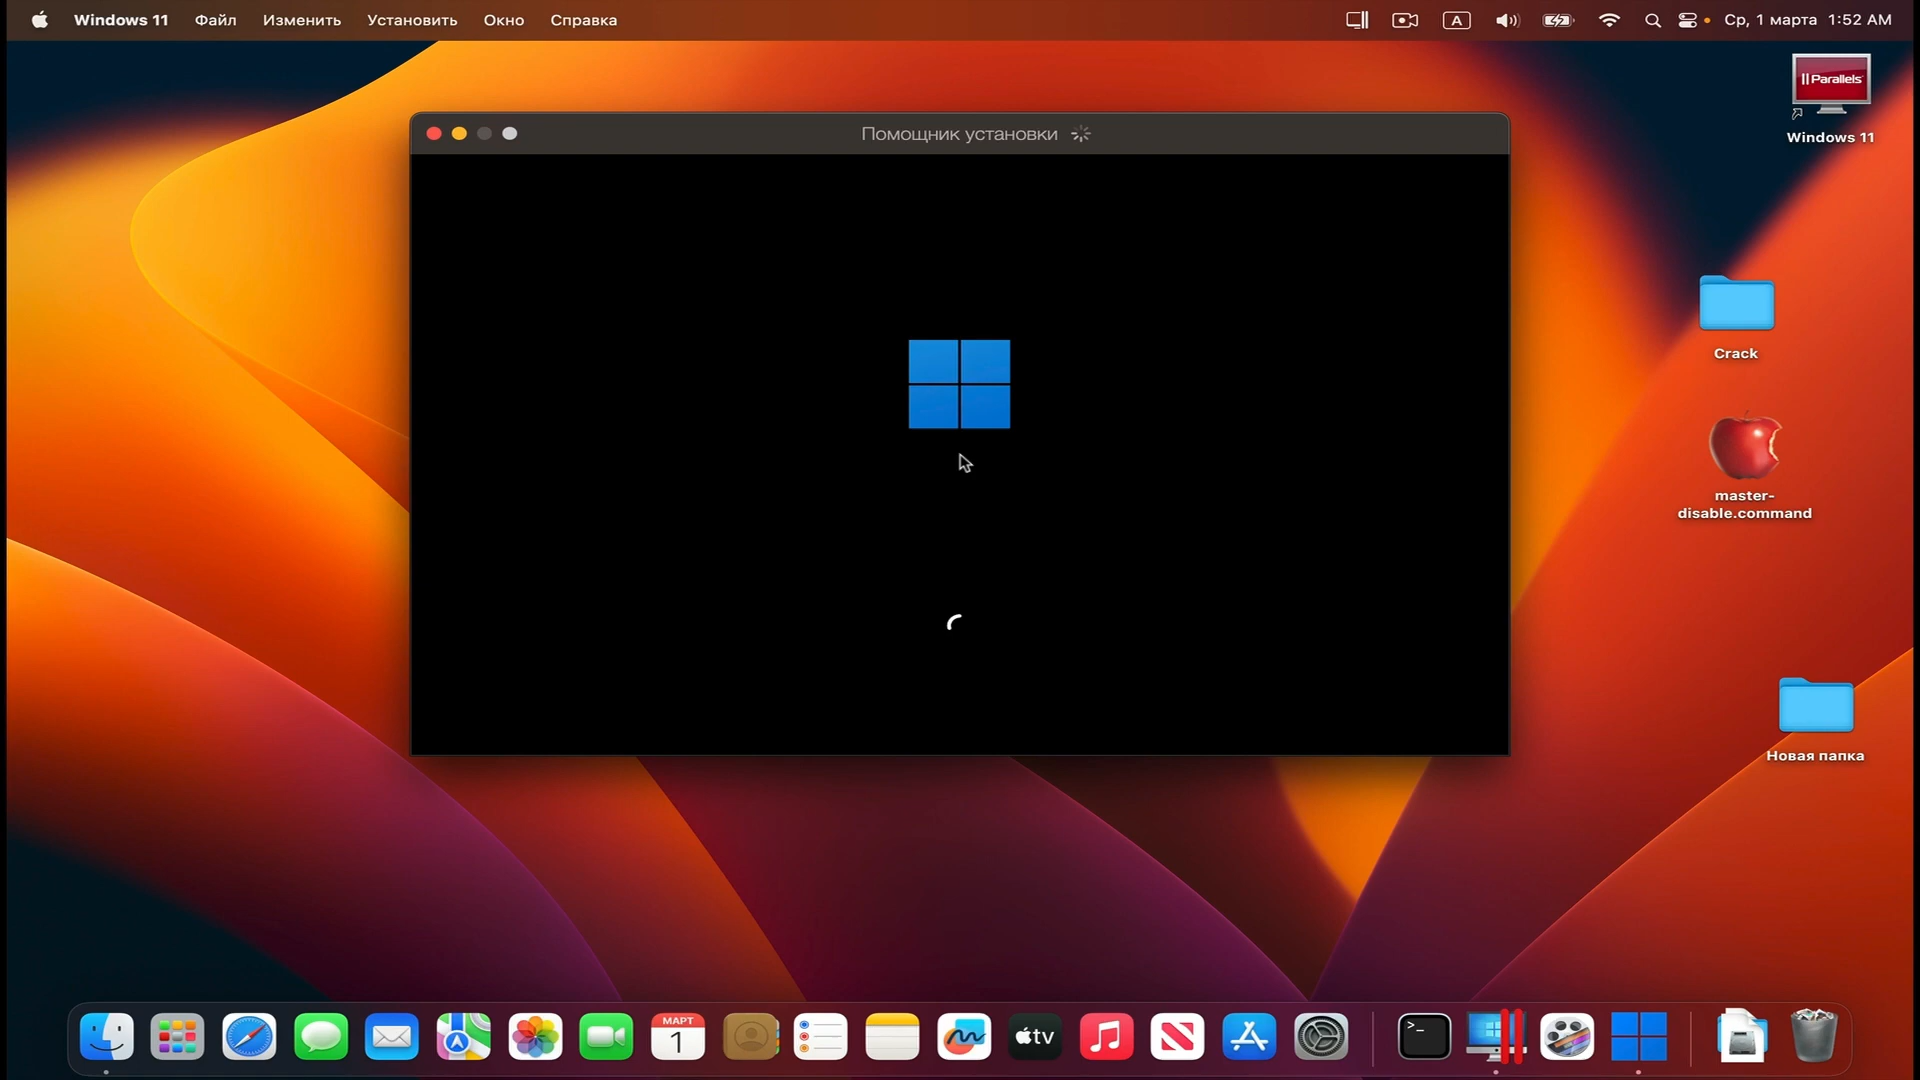 Windows 11 Файл Изменить Установить Окно Справка A Ср, 1 марта 1:52 AM
Помощник установки
Parallels
Windows 11
Crack
master-
disable.command
Новая папка
МАРТ
1
tv
>_